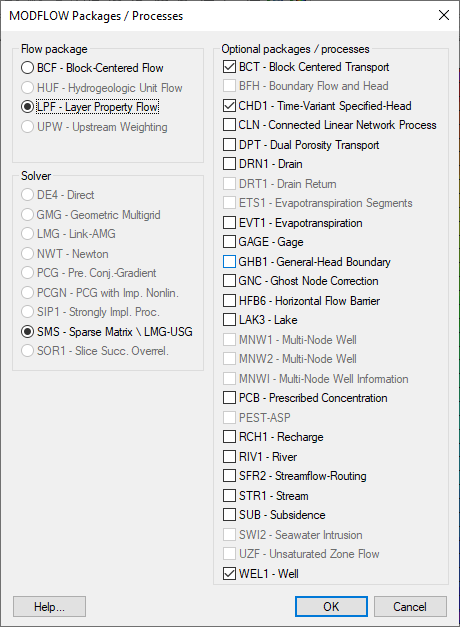 MODFLOW Packages / Processes
Flow package
BCF - Block-Centered Flow
HUF - Hydrogeologic Unit Flow
LPF - Layer Property Flow
UPW - Upstream Weighting
Solver
DE4 - Direct
GMG - Geometric Multigrid
LMG - Link-AMG
NWT - Newton
PCG - Pre. Conj.-Gradient
PCGN - PCG with Imp. Nonlin.
SIP1 - Strongly Impl. Proc.
SMS - Sparse Matrix \ LMG-USG
SOR1 - Slice Succ. Overrel.
Optional packages / processes
BCT - Block Centered Transport
BFH - Boundary Flow and Head
CHD1 - Time-Variant Specified-Head
CLN - Connected Linear Network Process
DPT - Dual Porosity Transport
DRN1 - Drain
DRT1 - Drain Return
ETS1 - Evapotranspiration Segments
EVT1 - Evapotranspiration
GAGE - Gage
GHB1 - General-Head Boundary
GNC - Ghost Node Correction
HFB6 - Horizontal Flow Barrier
LAK3 - Lake
MNW1 - Multi-Node Well
MNW2 - Multi-Node Well
MNWI - Multi-Node Well Information
PCB - Prescribed Concentration
PEST-ASP
RCH1 - Recharge
RIV1 - River
SFR2 - Streamflow-Routing
STR1 - Stream
SUB - Subsidence
SWI2 - Seawater Intrusion
UZF - Unsaturated Zone Flow
WEL1 - Well
Help...
OK
Cancel